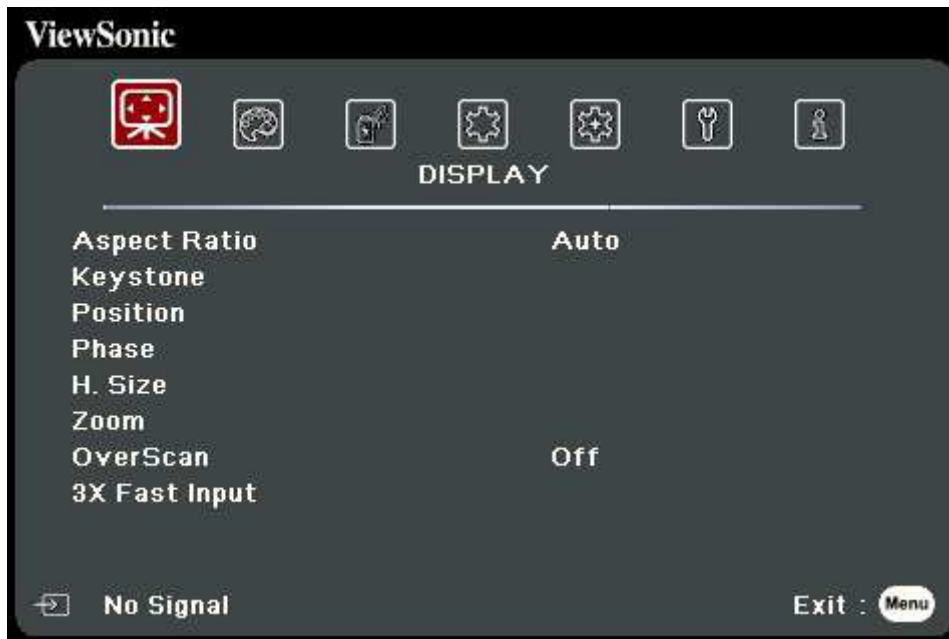 ViewSonic
DISPLAY
Aspect Ratio Auto
Keystone
Position
Phase
H. Size
Zoom
OverScan Off
3X Fast Input
No Signal Exit : Menu